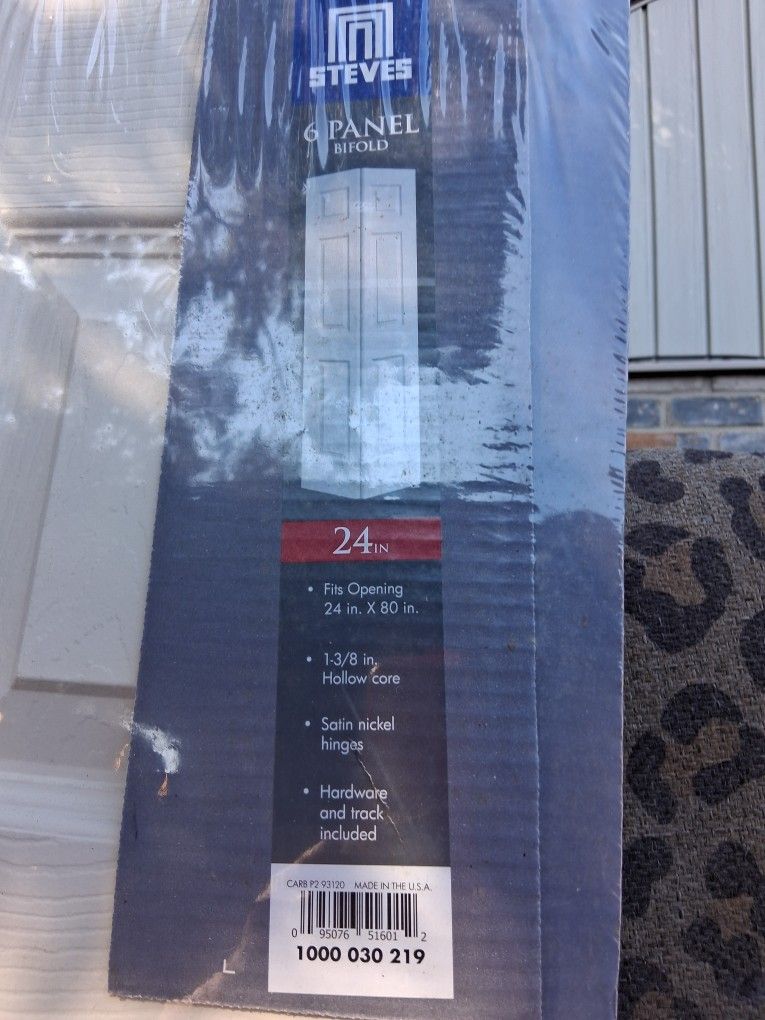 STEVES
6 PANEL
BIFOLD
24IN
• Fits Opening
24 in. X 80 in.
• 1-3/8 in.
Hollow core
• Satin nickel
hinges
• Hardware
and track
included
CARB P2 93120 MADE IN THE U.S.A.
0 95076 51601 2
1000 030 219
L